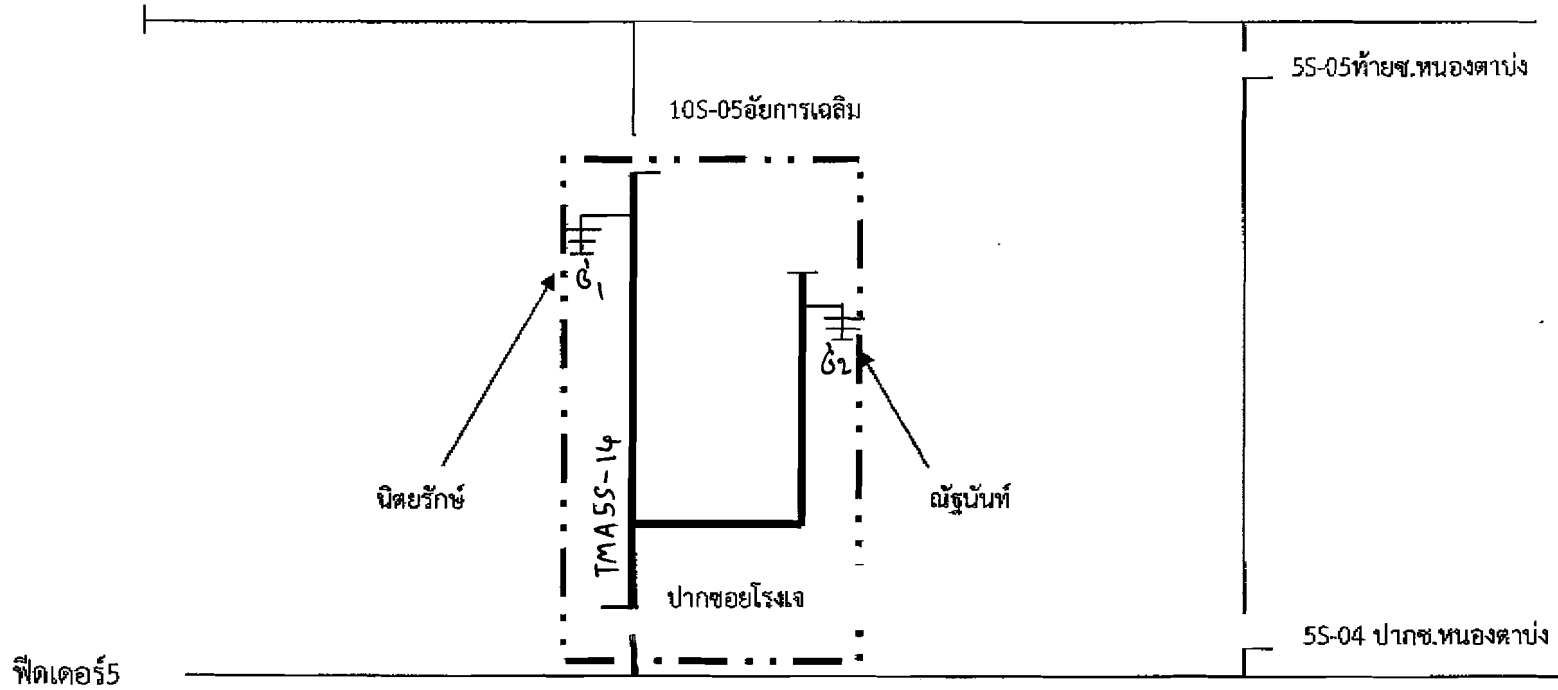 5S-05ท้ายซ.หนองตาบ่ง
10S-05อัยการเฉลิม
นิตยรักษ์
ณัฐนันท์
TMA5S-14
ปากซอยโรงเจ
5S-04 ปากซ.หนองตาบ่ง
ฟีดเดอร์5